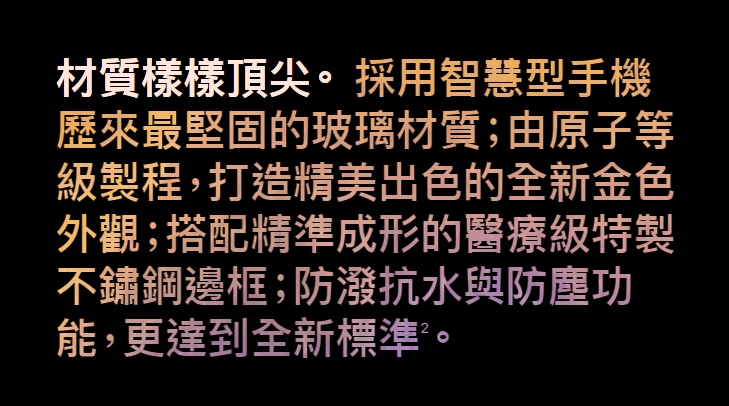 材質樣樣頂尖。採用智慧型手機
歷來最堅固的玻璃材質；由原子等
級製程，打造精美出色的全新金色
外觀；搭配精準成形的醫療級特製
不鏽鋼邊框；防潑抗水與防塵功
能，更達到全新標準2。